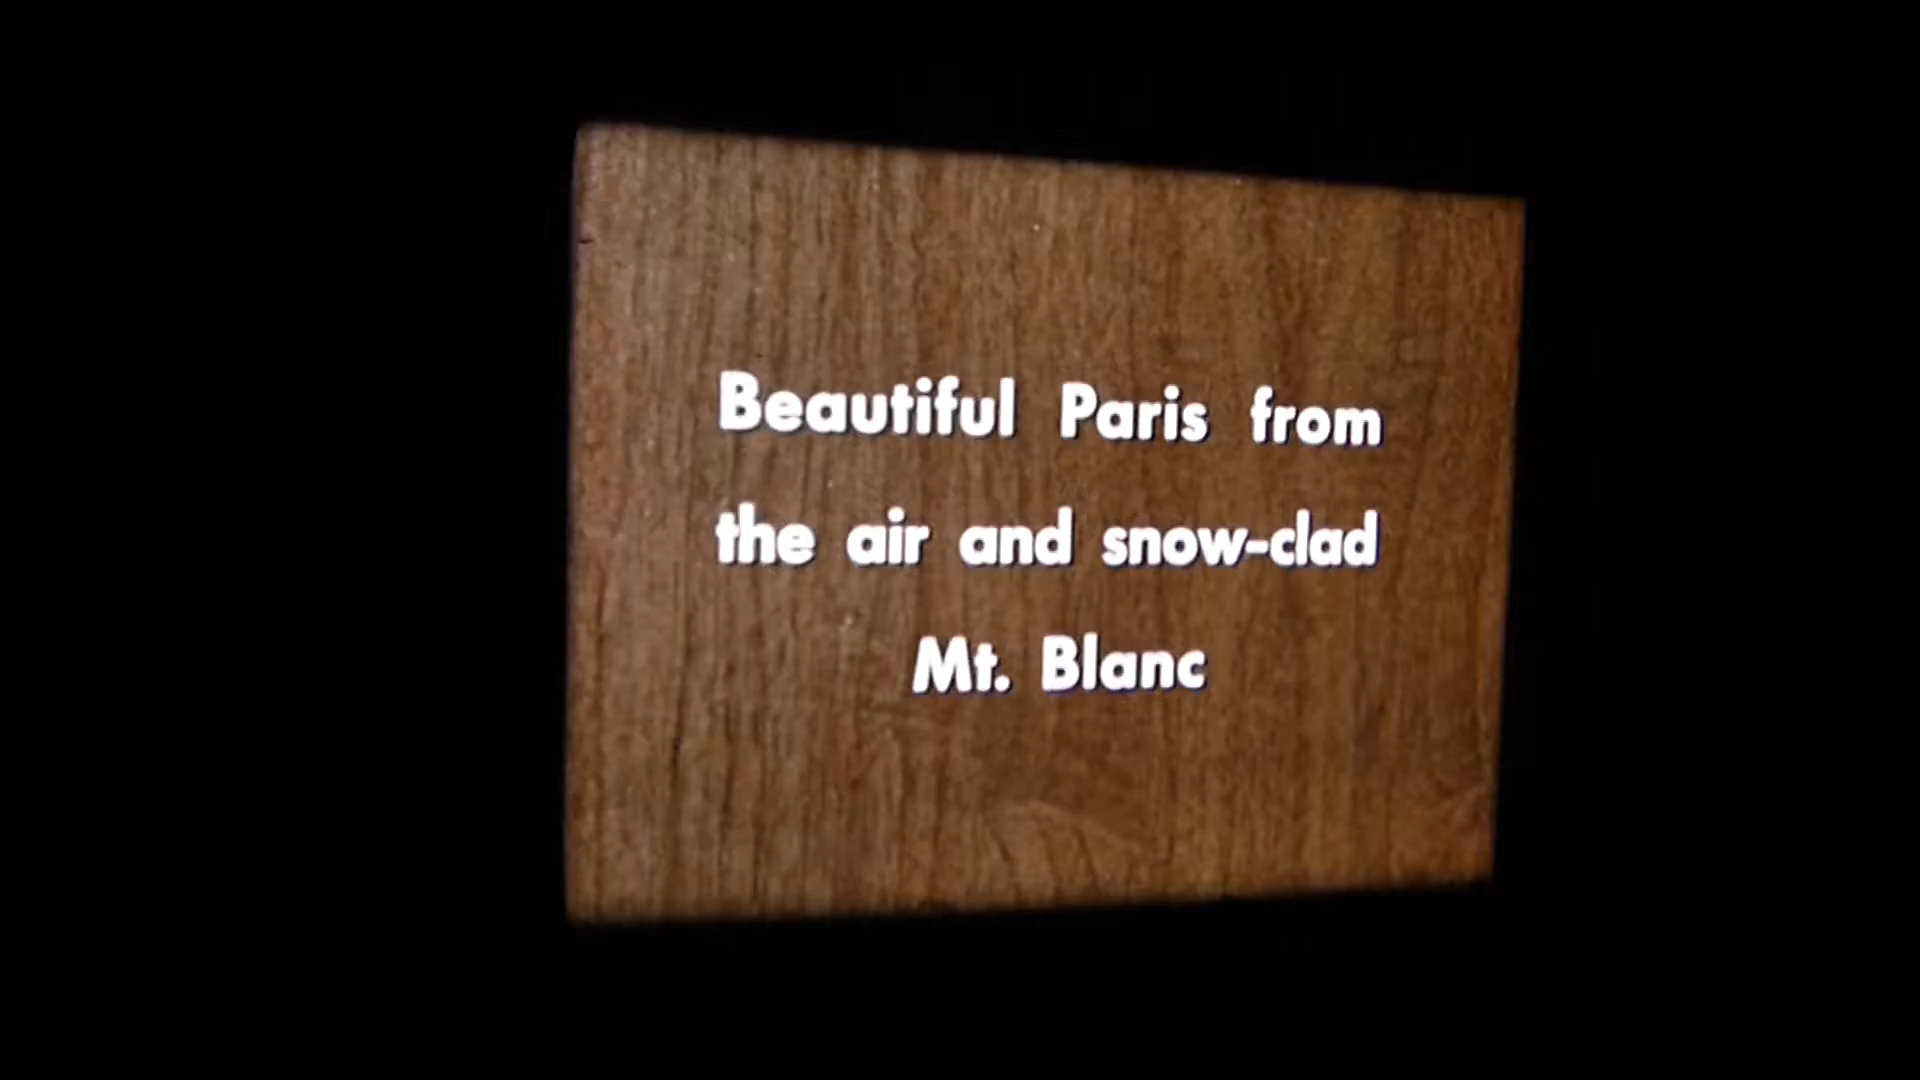 Beautiful Paris from
the air and snow-clad
Mt. Blanc